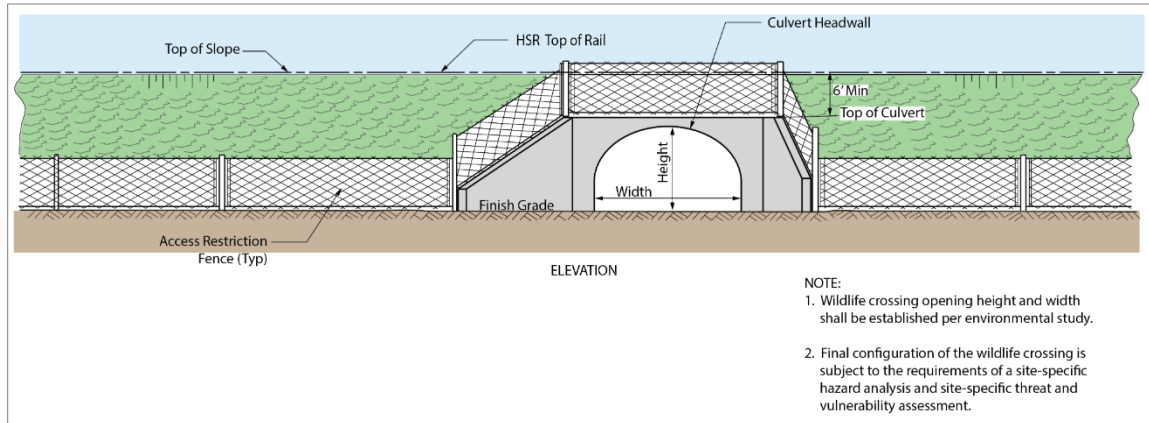 Culvert Headwall
HSR Top of Rail
Top of Slope
6' Min
Top of Culvert
Height
Width
Finish Grade
Access Restriction
Fence (Typ)
ELEVATION
NOTE:
1. Wildlife crossing opening height and width
shall be established per environmental study.
2. Final configuration of the wildlife crossing is
subject to the requirements of a site-specific
hazard analysis and site-specific threat and
vulnerability assessment.